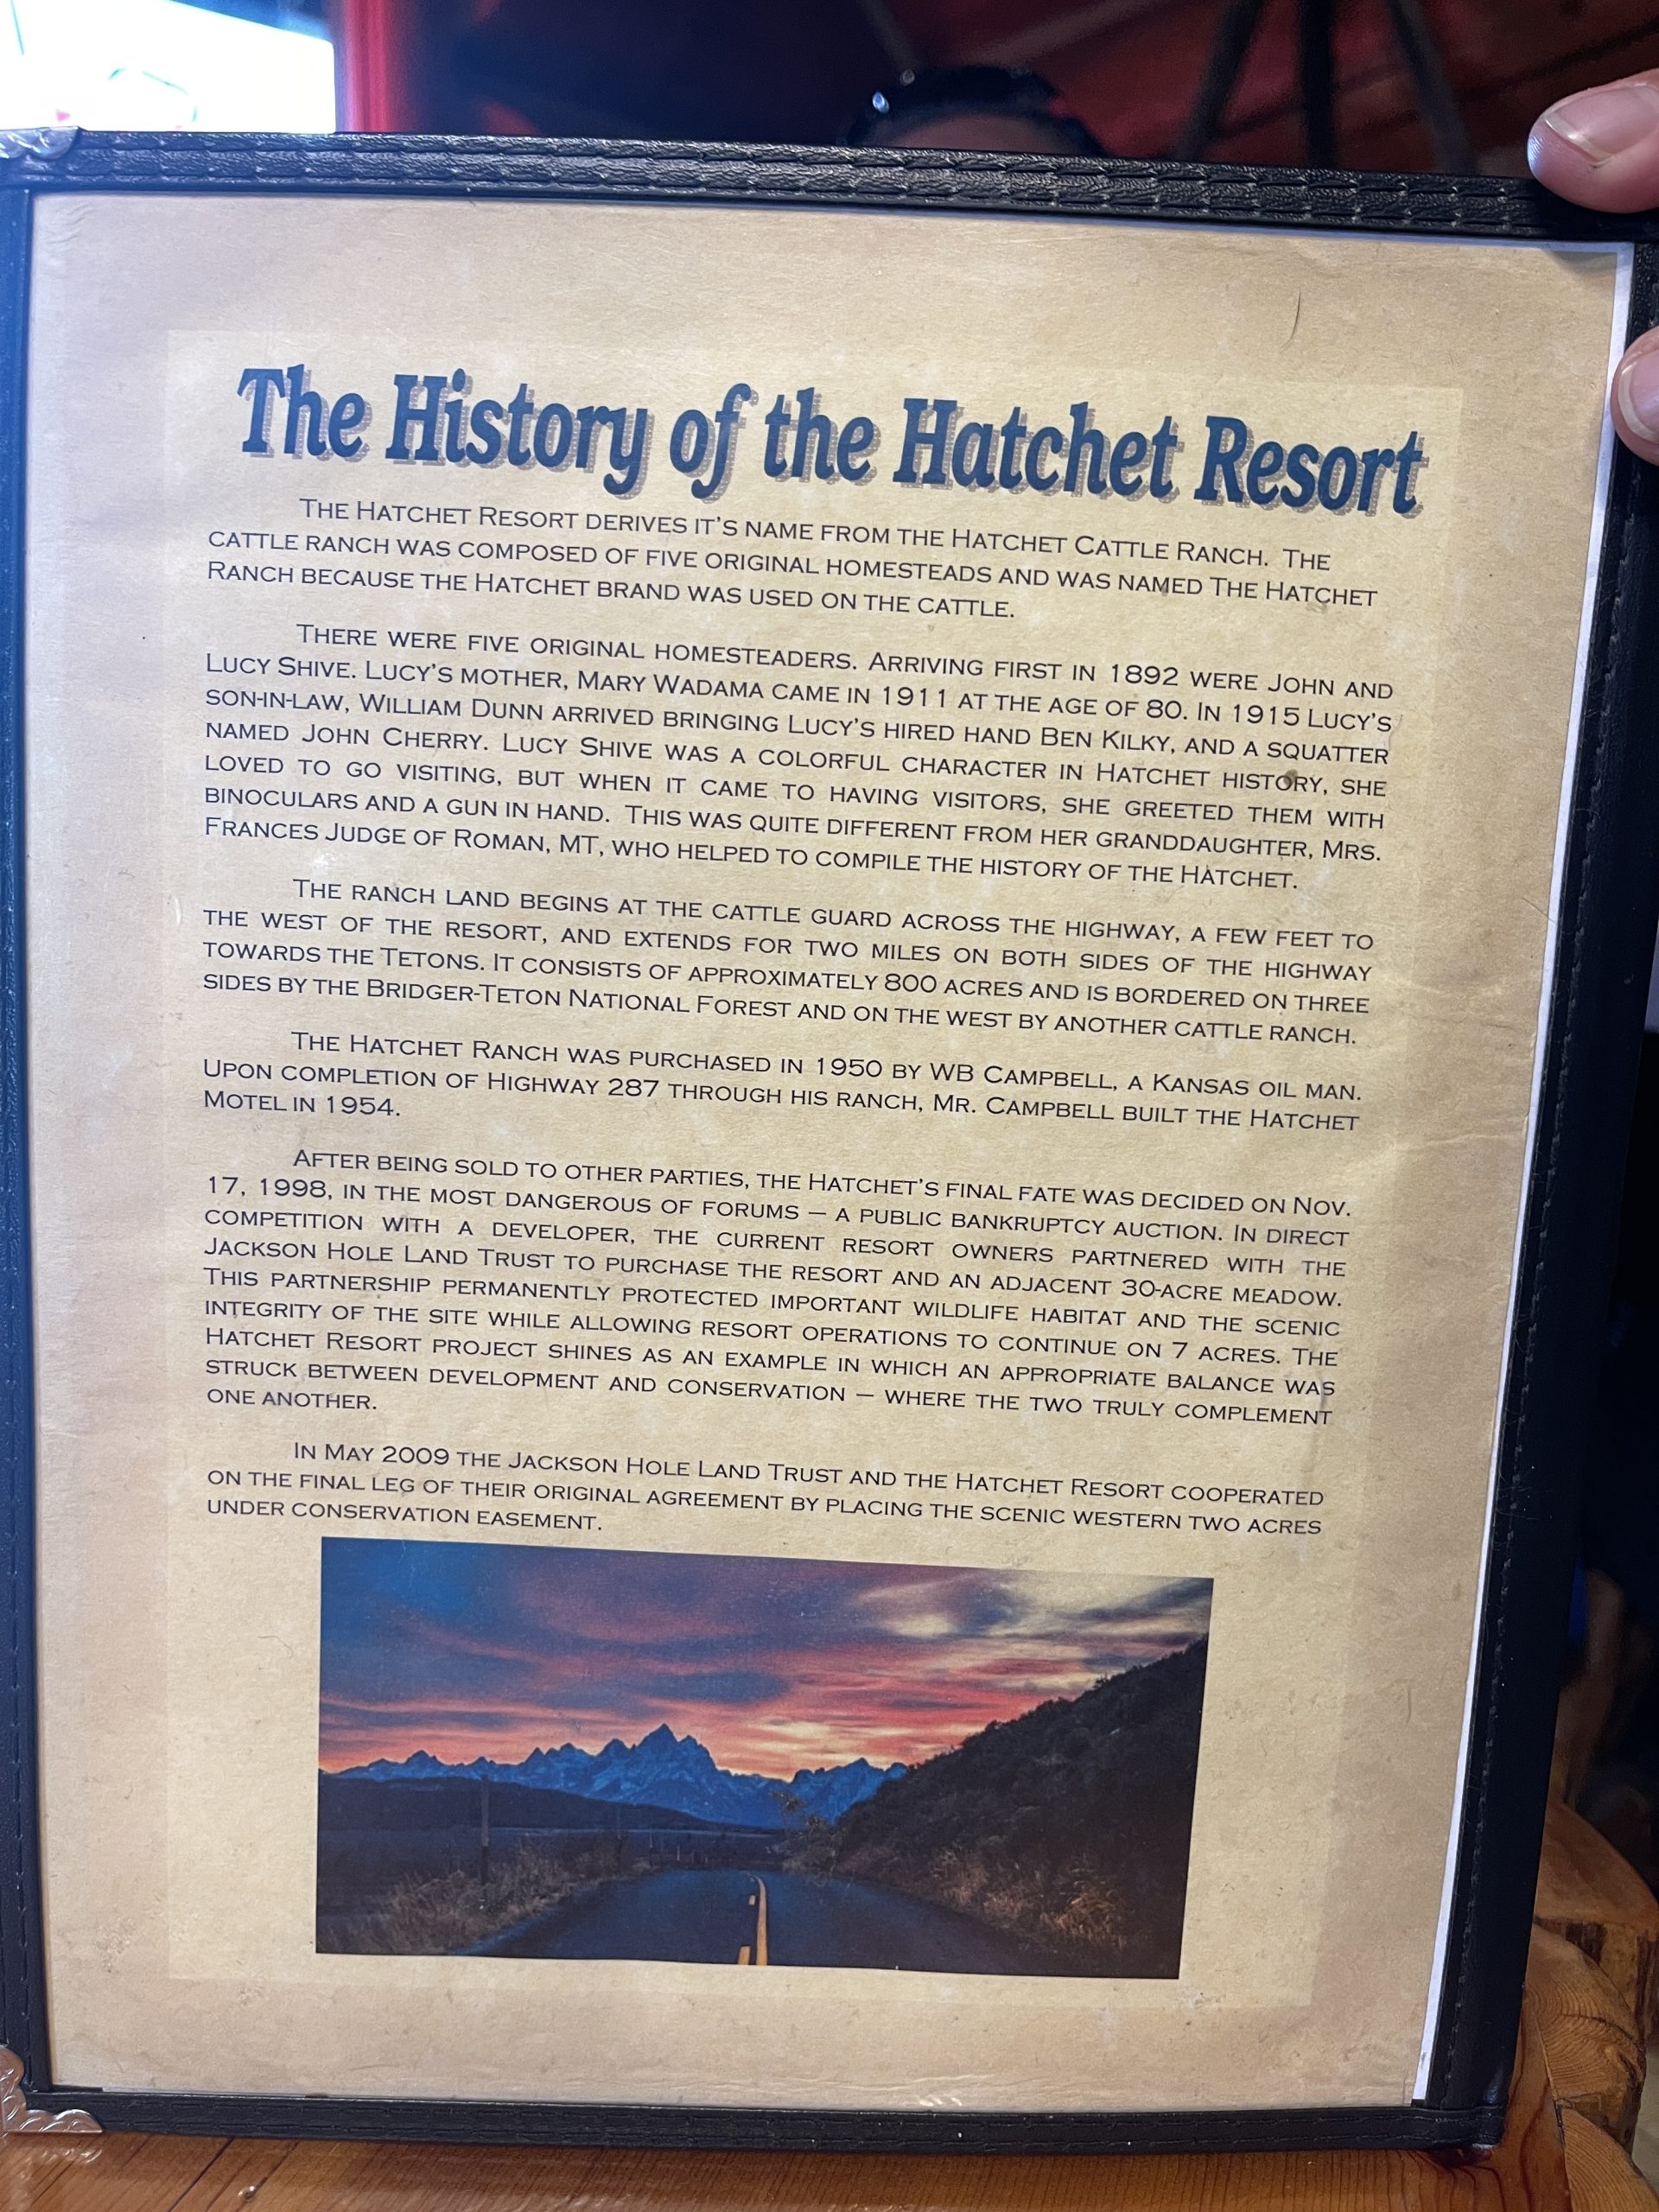 The History of the Hatchet Resort
The Hatchet Resort derives it's name from the Hatchet Cattle Ranch. The
cattle ranch was composed of five original homesteads and was named The Hatchet
Ranch because the Hatchet brand was used on the cattle.
There were five original homesteaders. Arriving first in 1892 were John and
Lucy Shive. Lucy's mother, Mary Wadama came in 1911 at the age of 80. In 1915 Lucy's
son-in-law, William Dunn arrived bringing Lucy's hired hand Ben Kilky, and a squatter
named John Cherry. Lucy Shive was a colorful character in Hatchet history, she
loved to go visiting, but when it came to having visitors, she greeted them with
binoculars and a gun in hand. This was quite different from her granddaughter, Mrs.
Frances Judge of Roman, MT, who helped to compile the history of the Hatchet.
The ranch land begins at the cattle guard across the highway, a few feet to
the west of the resort, and extends for two miles on both sides of the highway
towards the Tetons. It consists of approximately 800 acres and is bordered on three
sides by the Bridger-Teton National Forest and on the west by another cattle ranch.
The Hatchet Ranch was purchased in 1950 by WB Campbell, a Kansas oil man.
Upon completion of Highway 287 through his ranch, Mr. Campbell built the Hatchet
Motel in 1954.
After being sold to other parties, the Hatchet's final fate was decided on Nov.
17, 1998, in the most dangerous of forums – a public bankruptcy auction. In direct
competition with a developer, the current resort owners partnered with the
Jackson Hole Land Trust to purchase the resort and an adjacent 30-acre meadow.
This partnership permanently protected important wildlife habitat and the scenic
integrity of the site while allowing resort operations to continue on 7 acres. The
Hatchet Resort project shines as an example in which an appropriate balance was
struck between development and conservation – where the two truly complement
one another.
In May 2009 the Jackson Hole Land Trust and the Hatchet Resort cooperated
on the final leg of their original agreement by placing the scenic western two acres
under conservation easement.